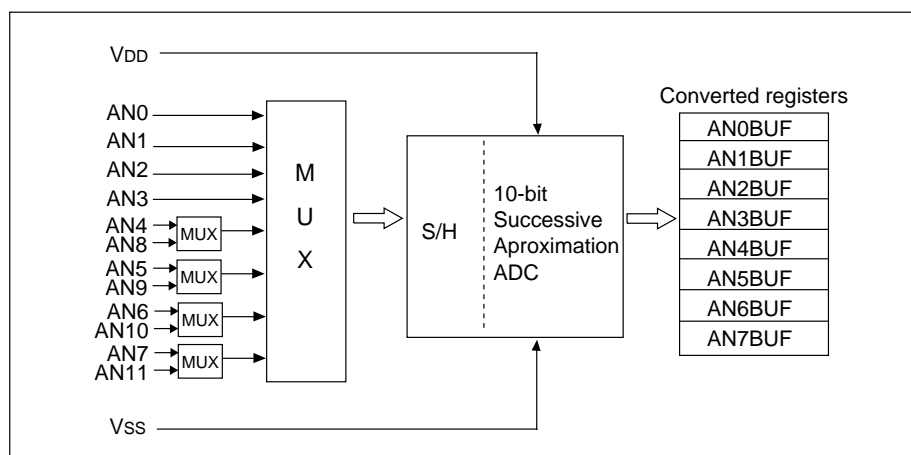 VDD
AN0
AN1
AN2
AN3
AN4
AN8
MUX
AN5
AN9
MUX
AN6
AN10
MUX
AN7
AN11
MUX
VSS
M
U
X
S/H
10-bit
Successive
Aproximation
ADC
Converted registers
AN0BUF
AN1BUF
AN2BUF
AN3BUF
AN4BUF
AN5BUF
AN6BUF
AN7BUF